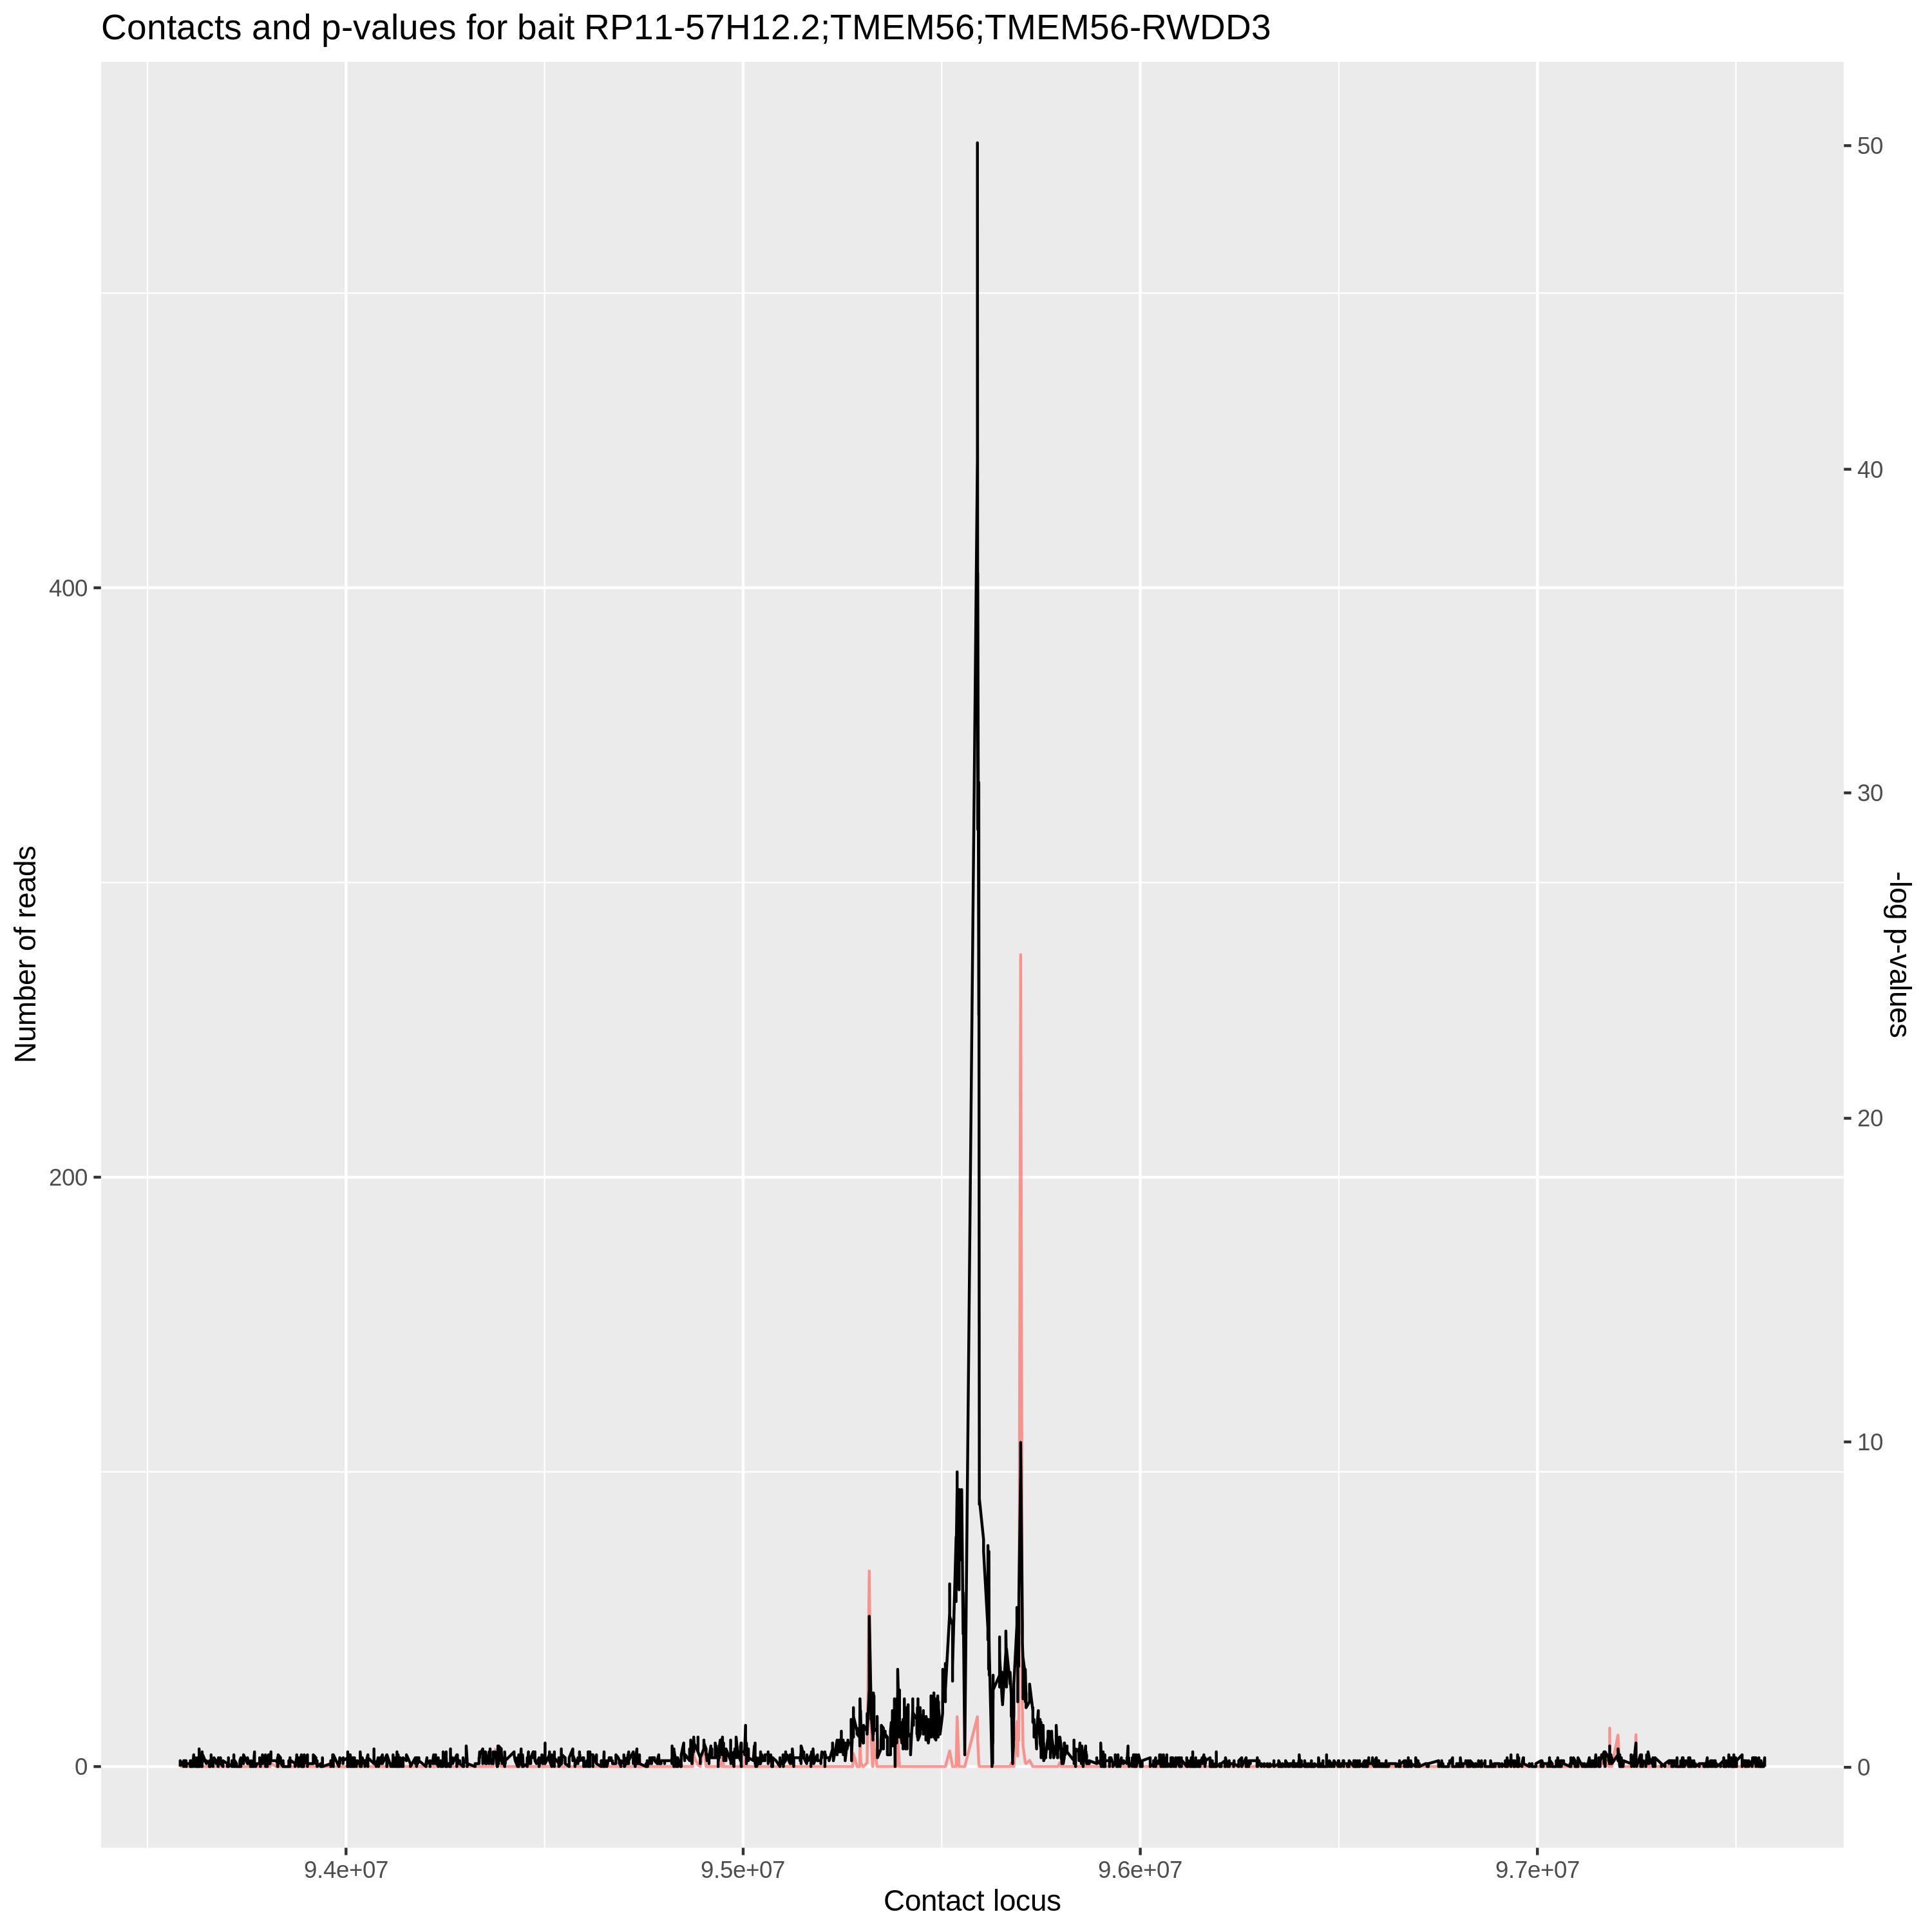 Contacts and p-values for bait RP11-57H12.2;TMEM56;TMEM56-RWDD3
Number of reads
400
200
0
50
40
30
20
10
0
-log p-values
9.4e+07
9.5e+07
9.6e+07
9.7e+07
Contact locus